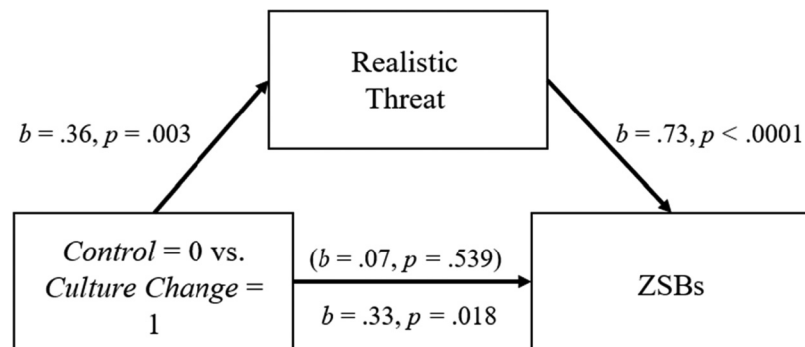 Realistic
Threat
b = .36, p = .003
b = .73, p < .0001
Control = 0 vs.
Culture Change =
1
(b = .07, p = .539)
b = .33, p = .018
ZSBs